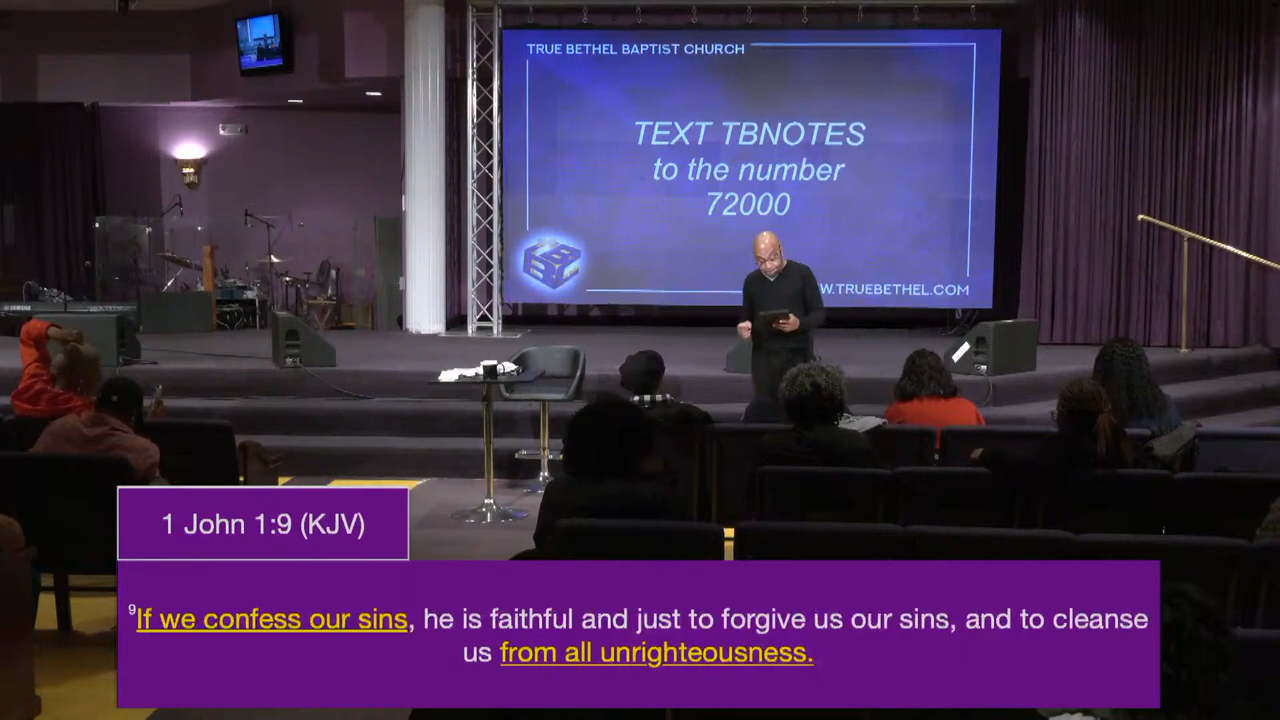 TRUE BETHEL BAPTIST CHURCH
TEXT TBNOTES
to the number
72000
TBBC
W.TRUEBETHEL.COM
1 John 1:9 (KJV)
9If we confess our sins, he is faithful and just to forgive us our sins, and to cleanse
us from all unrighteousness.